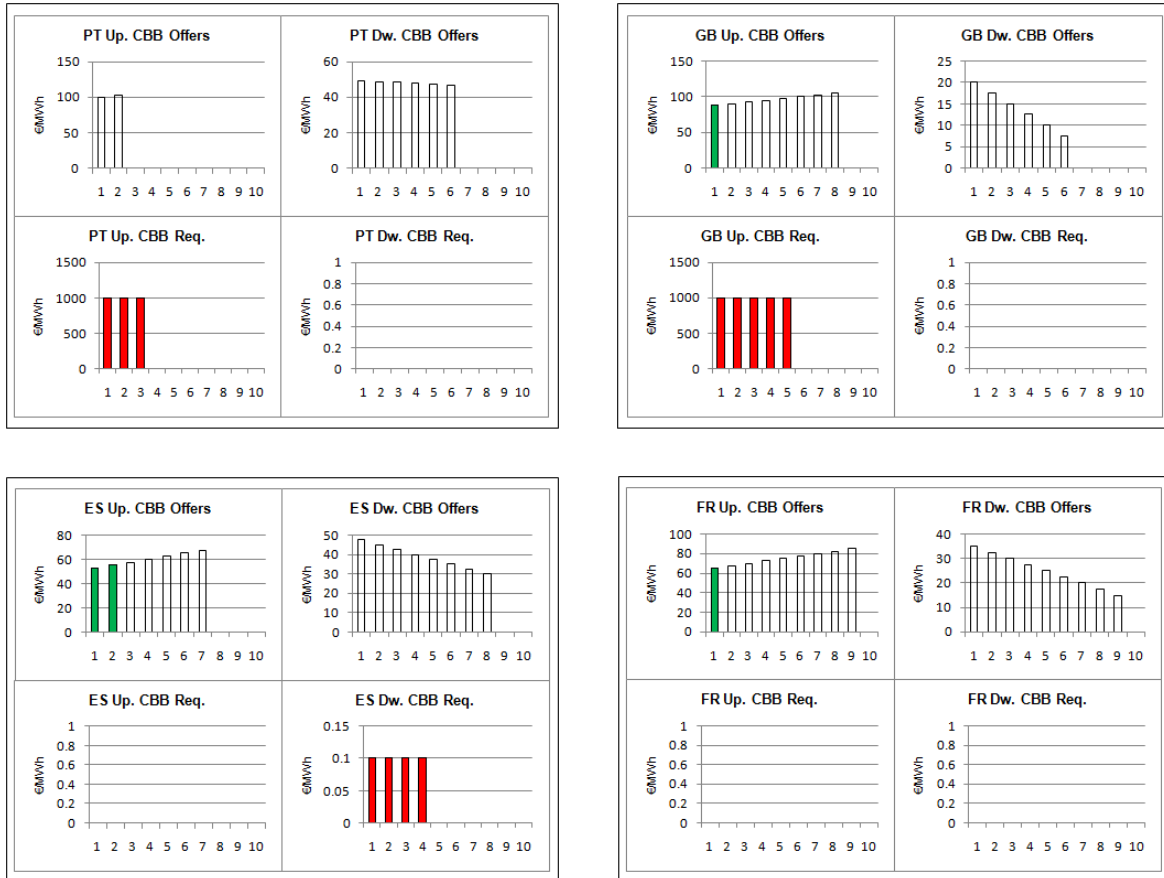 PT Up. CBB Offers
€/MWh
150
100
50
0
1 2 3 4 5 6 7 8 9 10
PT Dw. CBB Offers
€/MWh
60
40
20
0
1 2 3 4 5 6 7 8 9 10
PT Up. CBB Req.
€/MWh
1500
1000
500
0
1 2 3 4 5 6 7 8 9 10
PT Dw. CBB Req.
€/MWh
1
0.8
0.6
0.4
0.2
0
1 2 3 4 5 6 7 8 9 10
GB Up. CBB Offers
€/MWh
150
100
50
0
1 2 3 4 5 6 7 8 9 10
GB Dw. CBB Offers
€/MWh
25
20
15
10
5
0
1 2 3 4 5 6 7 8 9 10
GB Up. CBB Req.
€/MWh
1500
1000
500
0
1 2 3 4 5 6 7 8 9 10
GB Dw. CBB Req.
€/MWh
1
0.8
0.6
0.4
0.2
0
1 2 3 4 5 6 7 8 9 10
ES Up. CBB Offers
€/MWh
80
60
40
20
0
1 2 3 4 5 6 7 8 9 10
ES Dw. CBB Offers
€/MWh
50
40
30
20
10
0
1 2 3 4 5 6 7 8 9 10
ES Up. CBB Req.
€/MWh
1
0.8
0.6
0.4
0.2
0
1 2 3 4 5 6 7 8 9 10
ES Dw. CBB Req.
€/MWh
0.15
0.1
0.05
0
1 2 3 4 5 6 7 8 9 10
FR Up. CBB Offers
€/MWh
100
80
60
40
20
0
1 2 3 4 5 6 7 8 9 10
FR Dw. CBB Offers
€/MWh
40
30
20
10
0
1 2 3 4 5 6 7 8 9 10
FR Up. CBB Req.
€/MWh
1
0.8
0.6
0.4
0.2
0
1 2 3 4 5 6 7 8 9 10
FR Dw. CBB Req.
€/MWh
1
0.8
0.6
0.4
0.2
0
1 2 3 4 5 6 7 8 9 10